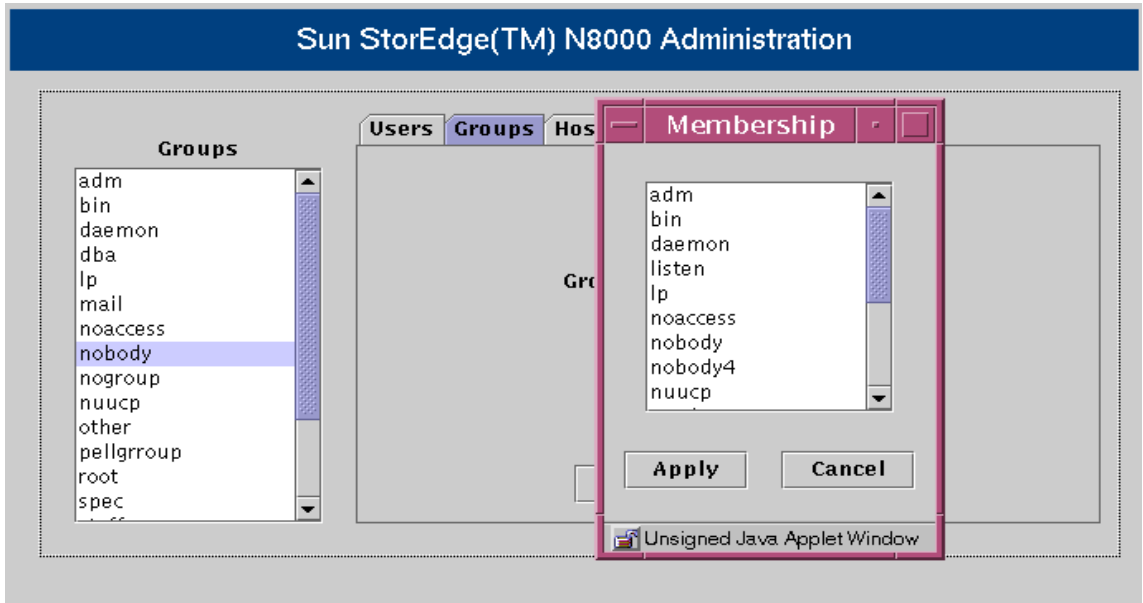 Sun StorEdge(TM) N8000 Administration
Users Groups Hos
Groups
adm
bin
daemon
dba
lp
mail
noaccess
nobody
nogroup
nuucp
other
pellgrroup
root
spec
Gro
Membership
adm
bin
daemon
listen
lp
noaccess
nobody
nobody4
nuucp
Apply Cancel
Unsigned Java Applet Window